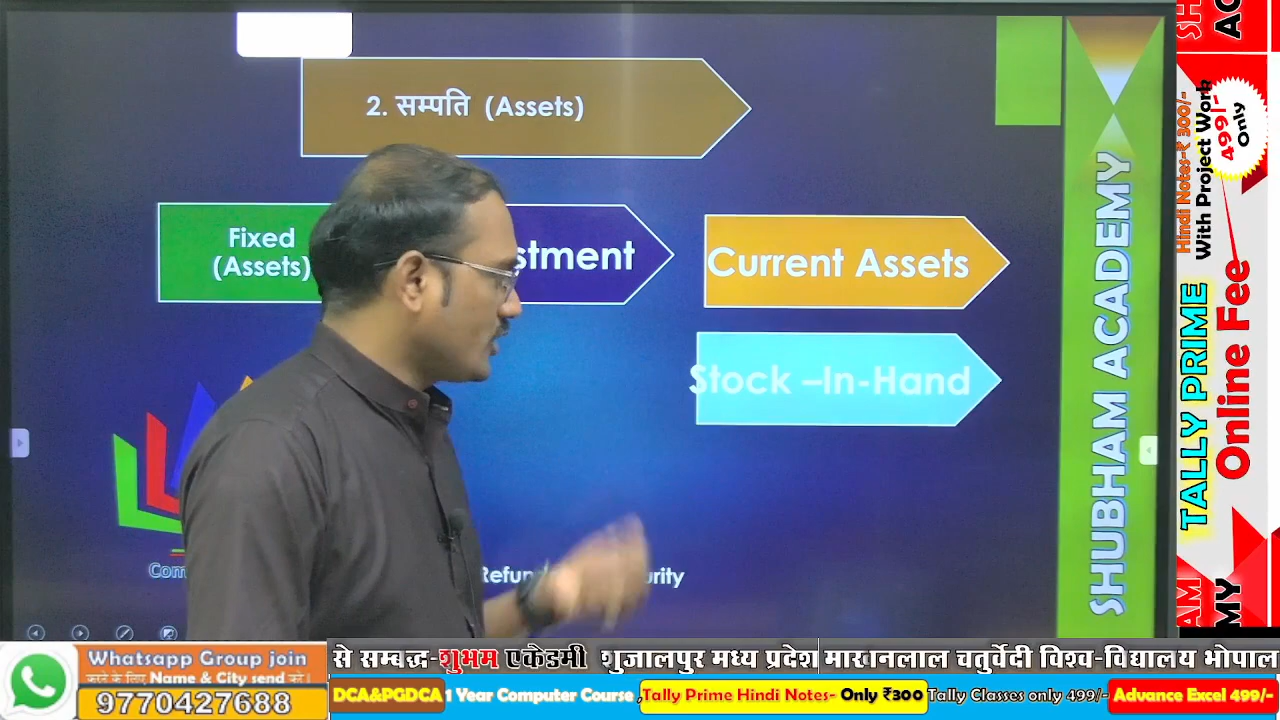 2. सम्पति (Assets)
Fixed
(Assets)
stment
Current Assets
Stock –In-Hand
SHUBHAM ACADEMY
Hindi Notes-₹ 300/-
With Project Work
499/-
Only
TALLY PRIME
Online Fee
Whatsapp Group join
करने के लिए Name & City send करे।
9770427688
से सम्बद्ध-शुभम एकेडमी शुजालपुर मध्य प्रदेश माखनलाल चतुर्वेदी विश्व-विद्यालय भोपाल
DCA&PGDCA 1 Year Computer Course , Tally Prime Hindi Notes- Only ₹300 Tally Classes only 499/- Advance Excel 499/-